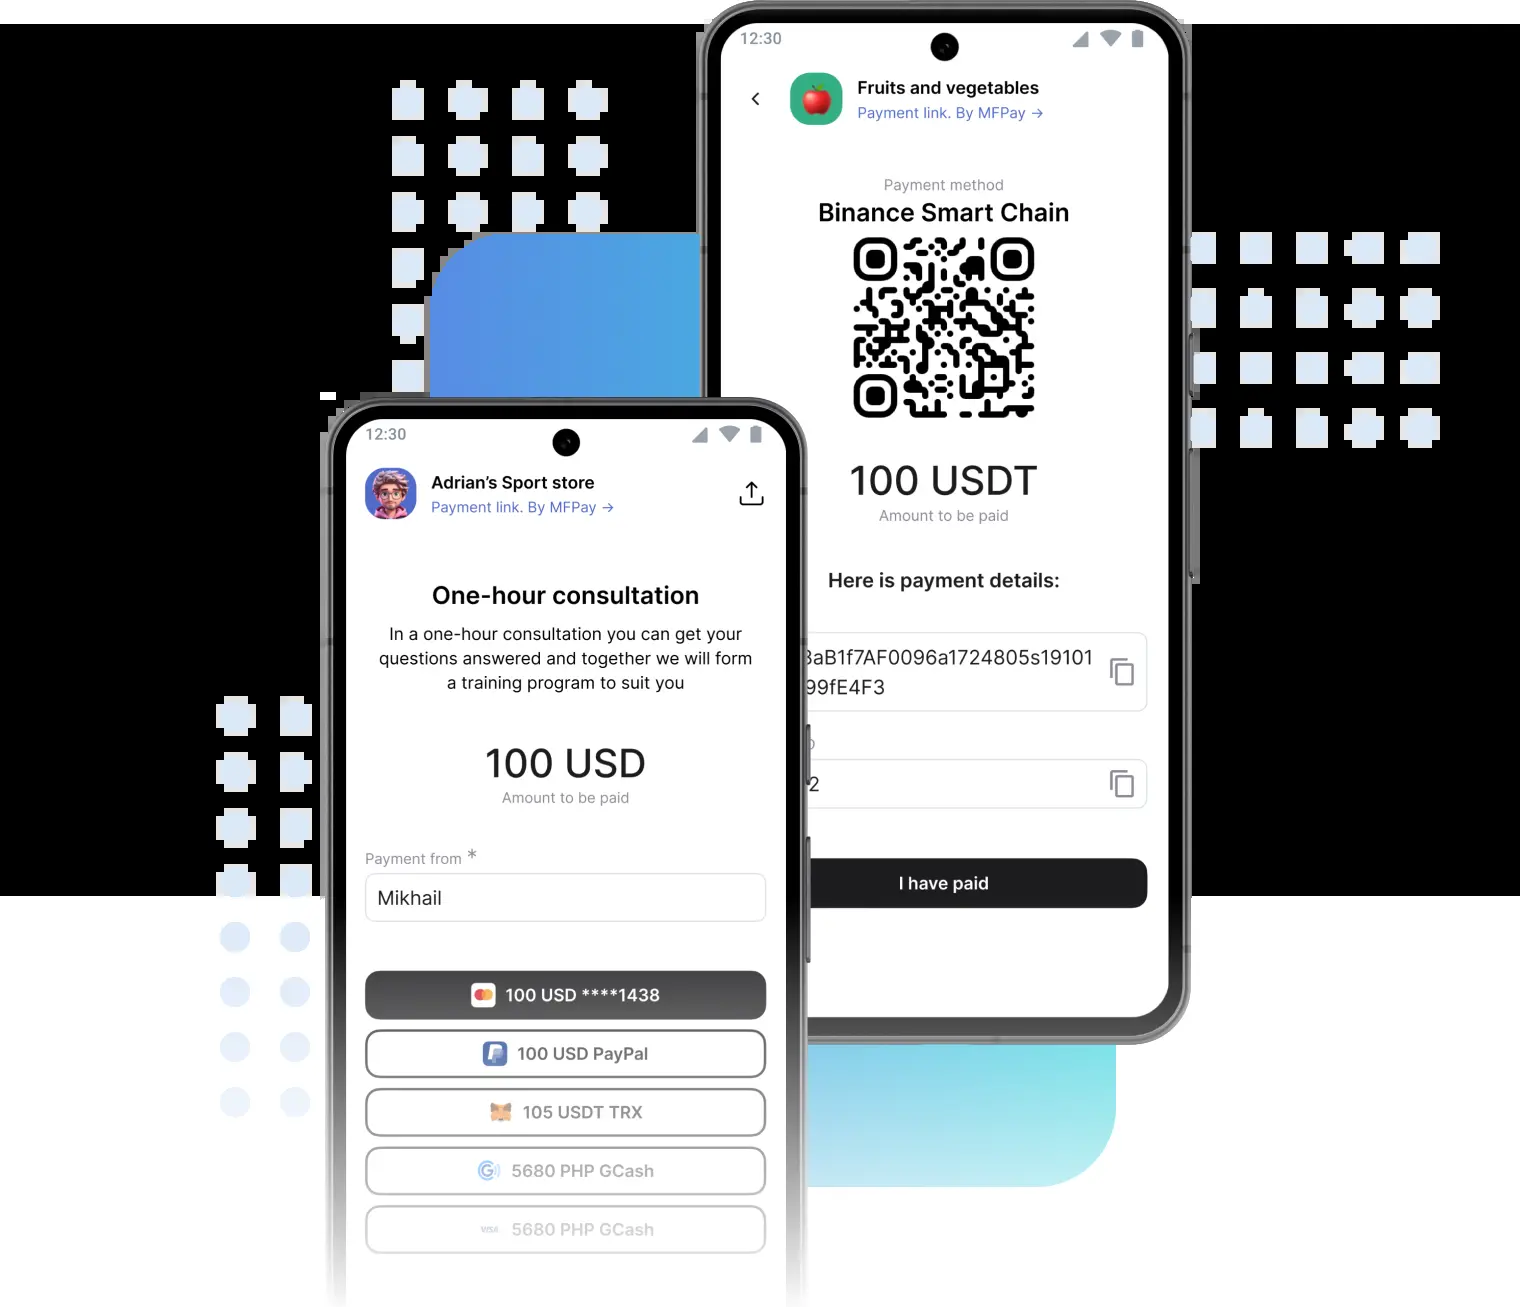 12:30
Fruits and vegetables
Payment link. By MFPay →
Payment method
Binance Smart Chain
100 USDT
Amount to be paid
Here is payment details:
aB1f7AF0096a1724805s19101
99fE4F3
2
I have paid
12:30
Adrian’s Sport store
Payment link. By MFPay →
One-hour consultation
In a one-hour consultation you can get your
questions answered and together we will form
a training program to suit you
100 USD
Amount to be paid
Payment from *
Mikhail
100 USD ****1438
100 USD PayPal
105 USDT TRX
5680 PHP GCash
VISA 5680 PHP GCash